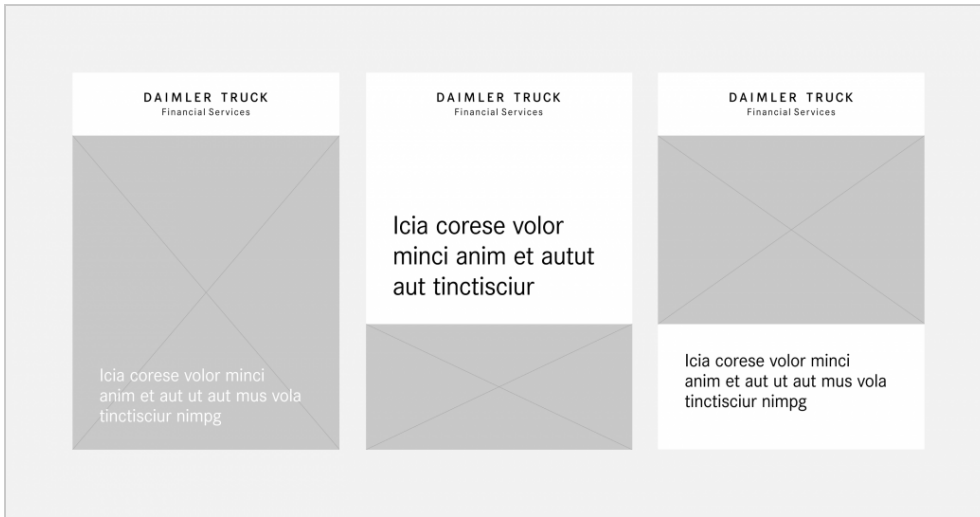 DAIMLER TRUCK
Financial Services
Icia corese volor minci
anim et aut ut aut mus vola
tinctisciur nimpg
DAIMLER TRUCK
Financial Services
Icia corese volor
minci anim et autut
aut tinctisciur
DAIMLER TRUCK
Financial Services
Icia corese volor minci
anim et aut ut aut mus vola
tinctisciur nimpg